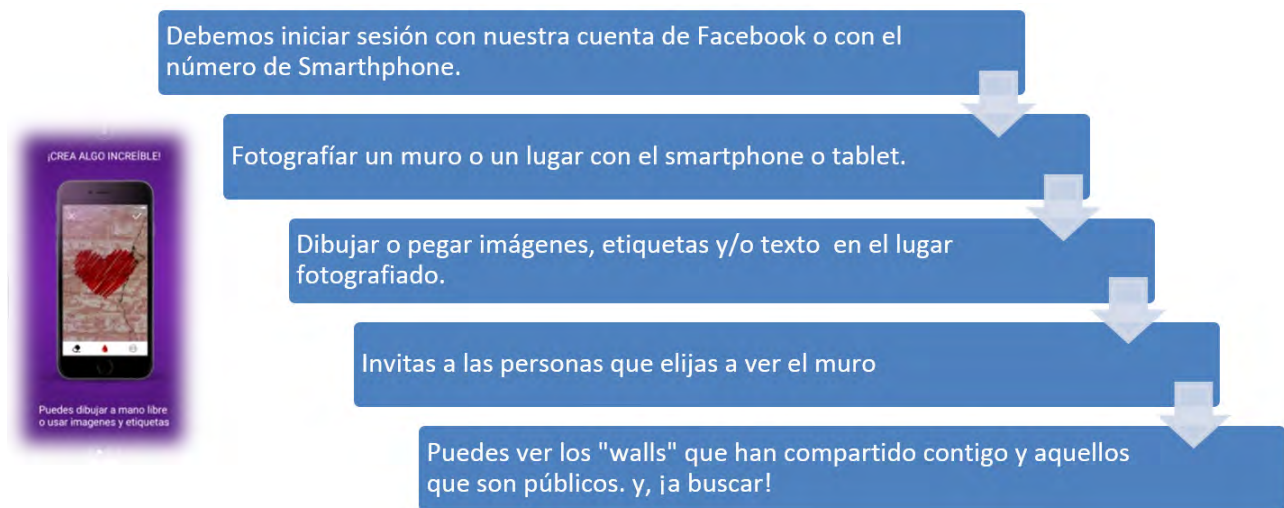 Debemos iniciar sesión con nuestra cuenta de Facebook o con el
número de Smarthphone.
¡CREA ALGO INCREÍBLE!
Fotografíar un muro o un lugar con el smartphone o tablet.
Dibujar o pegar imágenes, etiquetas y/o texto en el lugar
fotografiado.
Invitas a las personas que elijas a ver el muro
Puedes dibujar a mano libre
o usar imagenes y etiquetas
Puedes ver los "walls" que han compartido contigo y aquellos
que son públicos. y, ¡a buscar!